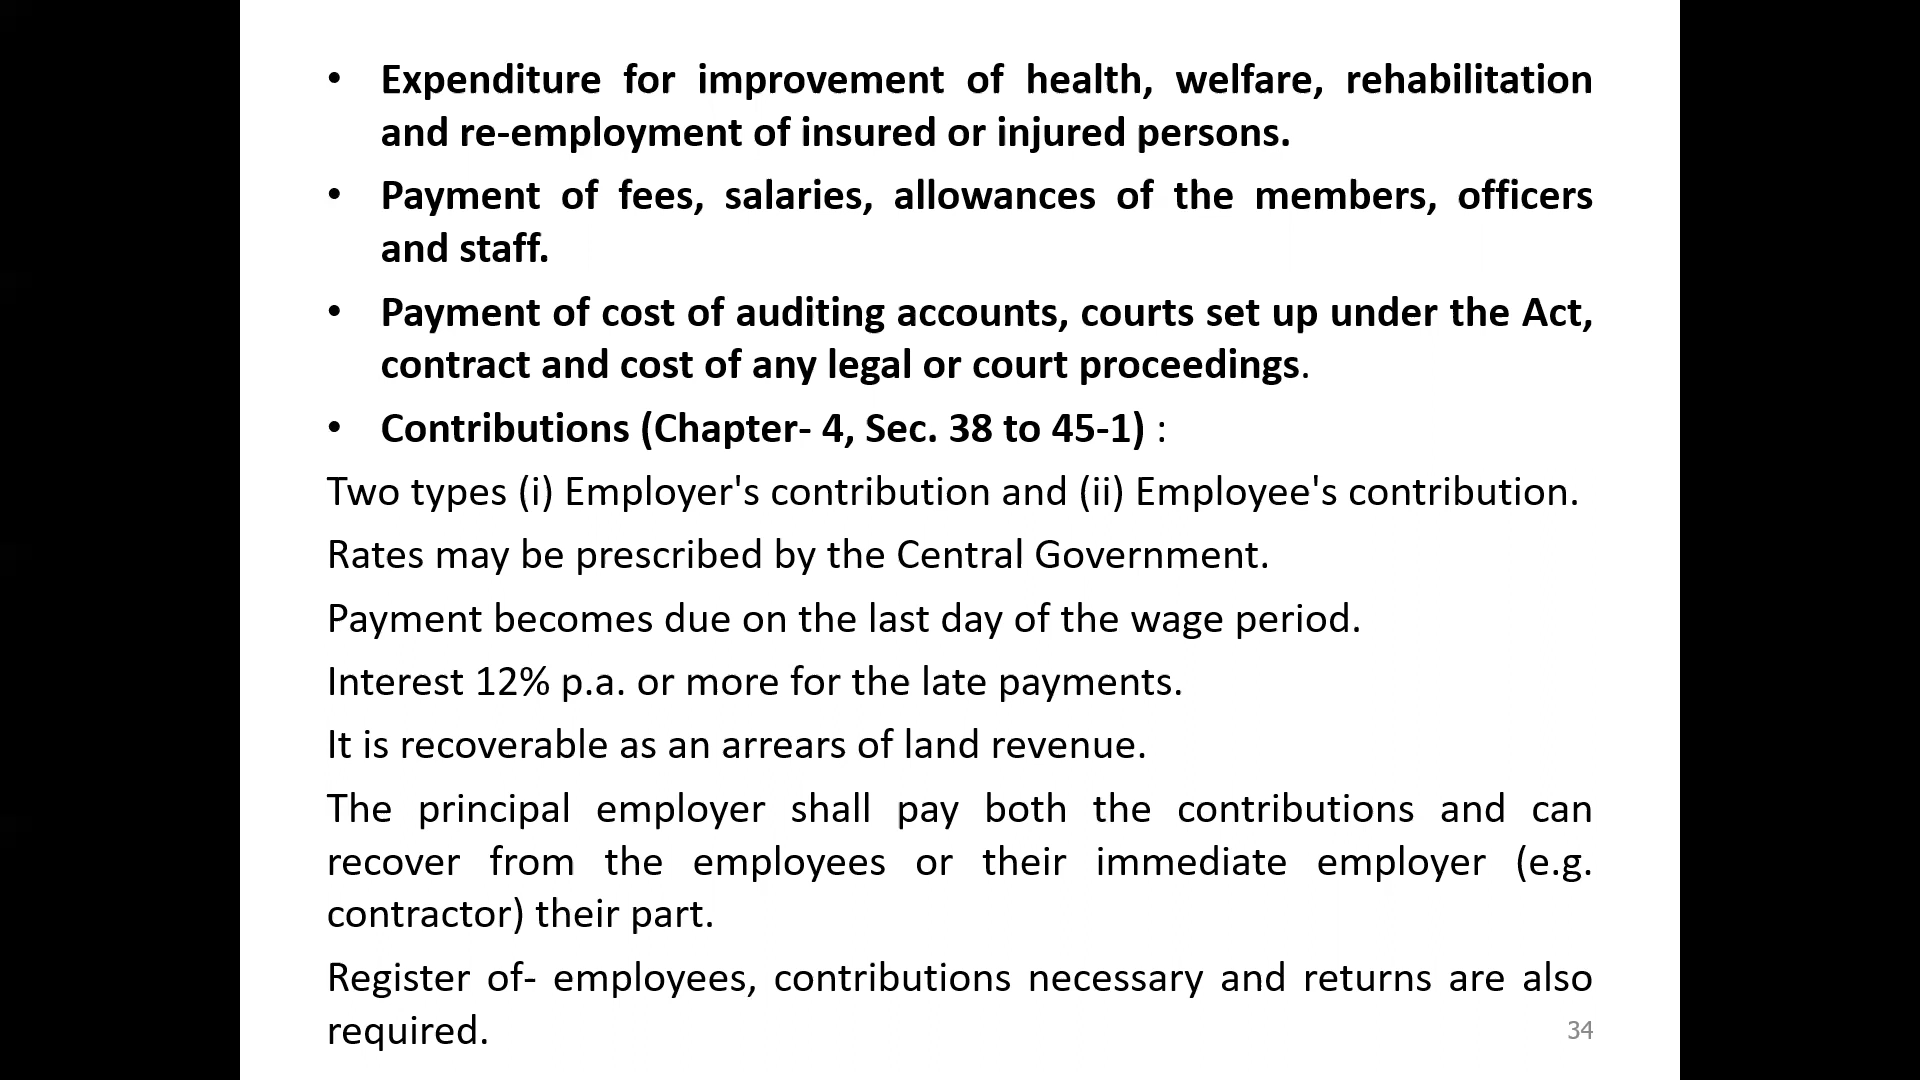 • Expenditure for improvement of health, welfare, rehabilitation
and re-employment of insured or injured persons.
• Payment of fees, salaries, allowances of the members, officers
and staff.
• Payment of cost of auditing accounts, courts set up under the Act,
contract and cost of any legal or court proceedings.
• Contributions (Chapter- 4, Sec. 38 to 45-1) :
Two types (i) Employer's contribution and (ii) Employee's contribution.
Rates may be prescribed by the Central Government.
Payment becomes due on the last day of the wage period.
Interest 12% p.a. or more for the late payments.
It is recoverable as an arrears of land revenue.
The principal employer shall pay both the contributions and can
recover from the employees or their immediate employer (e.g.
contractor) their part.
Register of- employees, contributions necessary and returns are also
required.
34